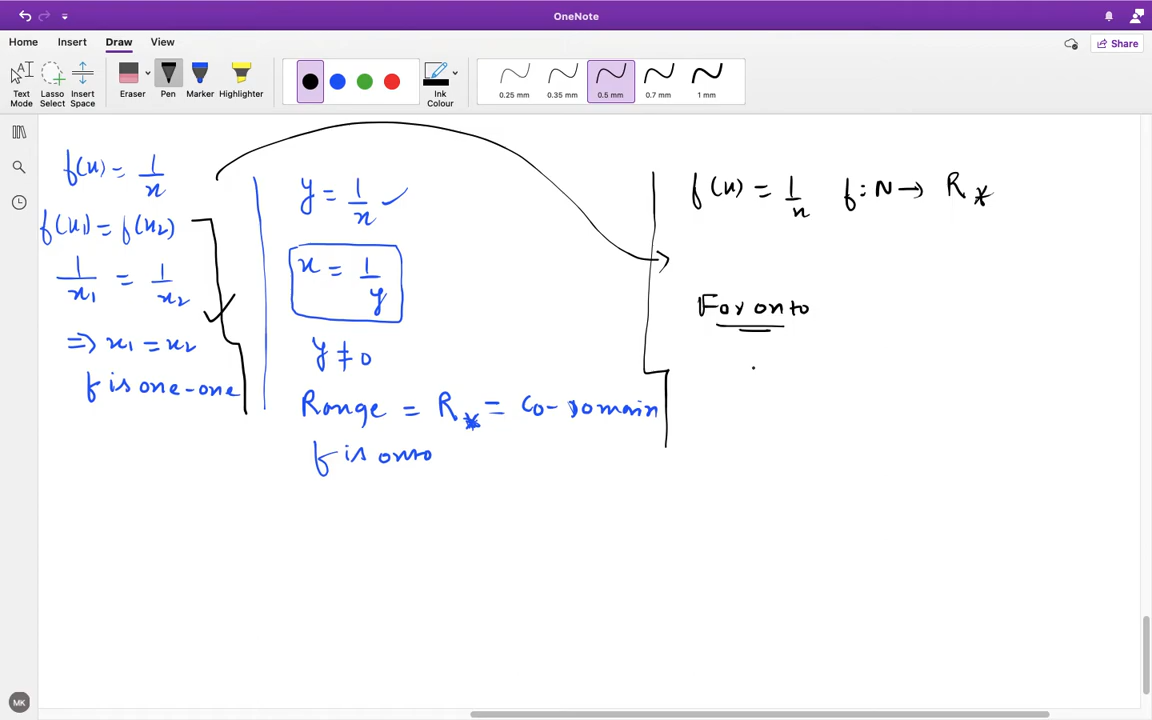 OneNote
Home Insert Draw View
Share
Text Mode
Lasso Select
Insert Space
Eraser
Pen
Marker
Highlighter
Ink Colour
0.25 mm
0.35 mm
0.5 mm
0.7 mm
1 mm
f(x) = 1/x
f(x1) = f(x2)
1/x1 = 1/x2
=> x1 = x2
f is one-one
y = 1/x ✓
x = 1/y
y ≠ 0
Range = R* = Co-domain
f is onto
f(x) = 1/x f: N → R*
For onto
MK